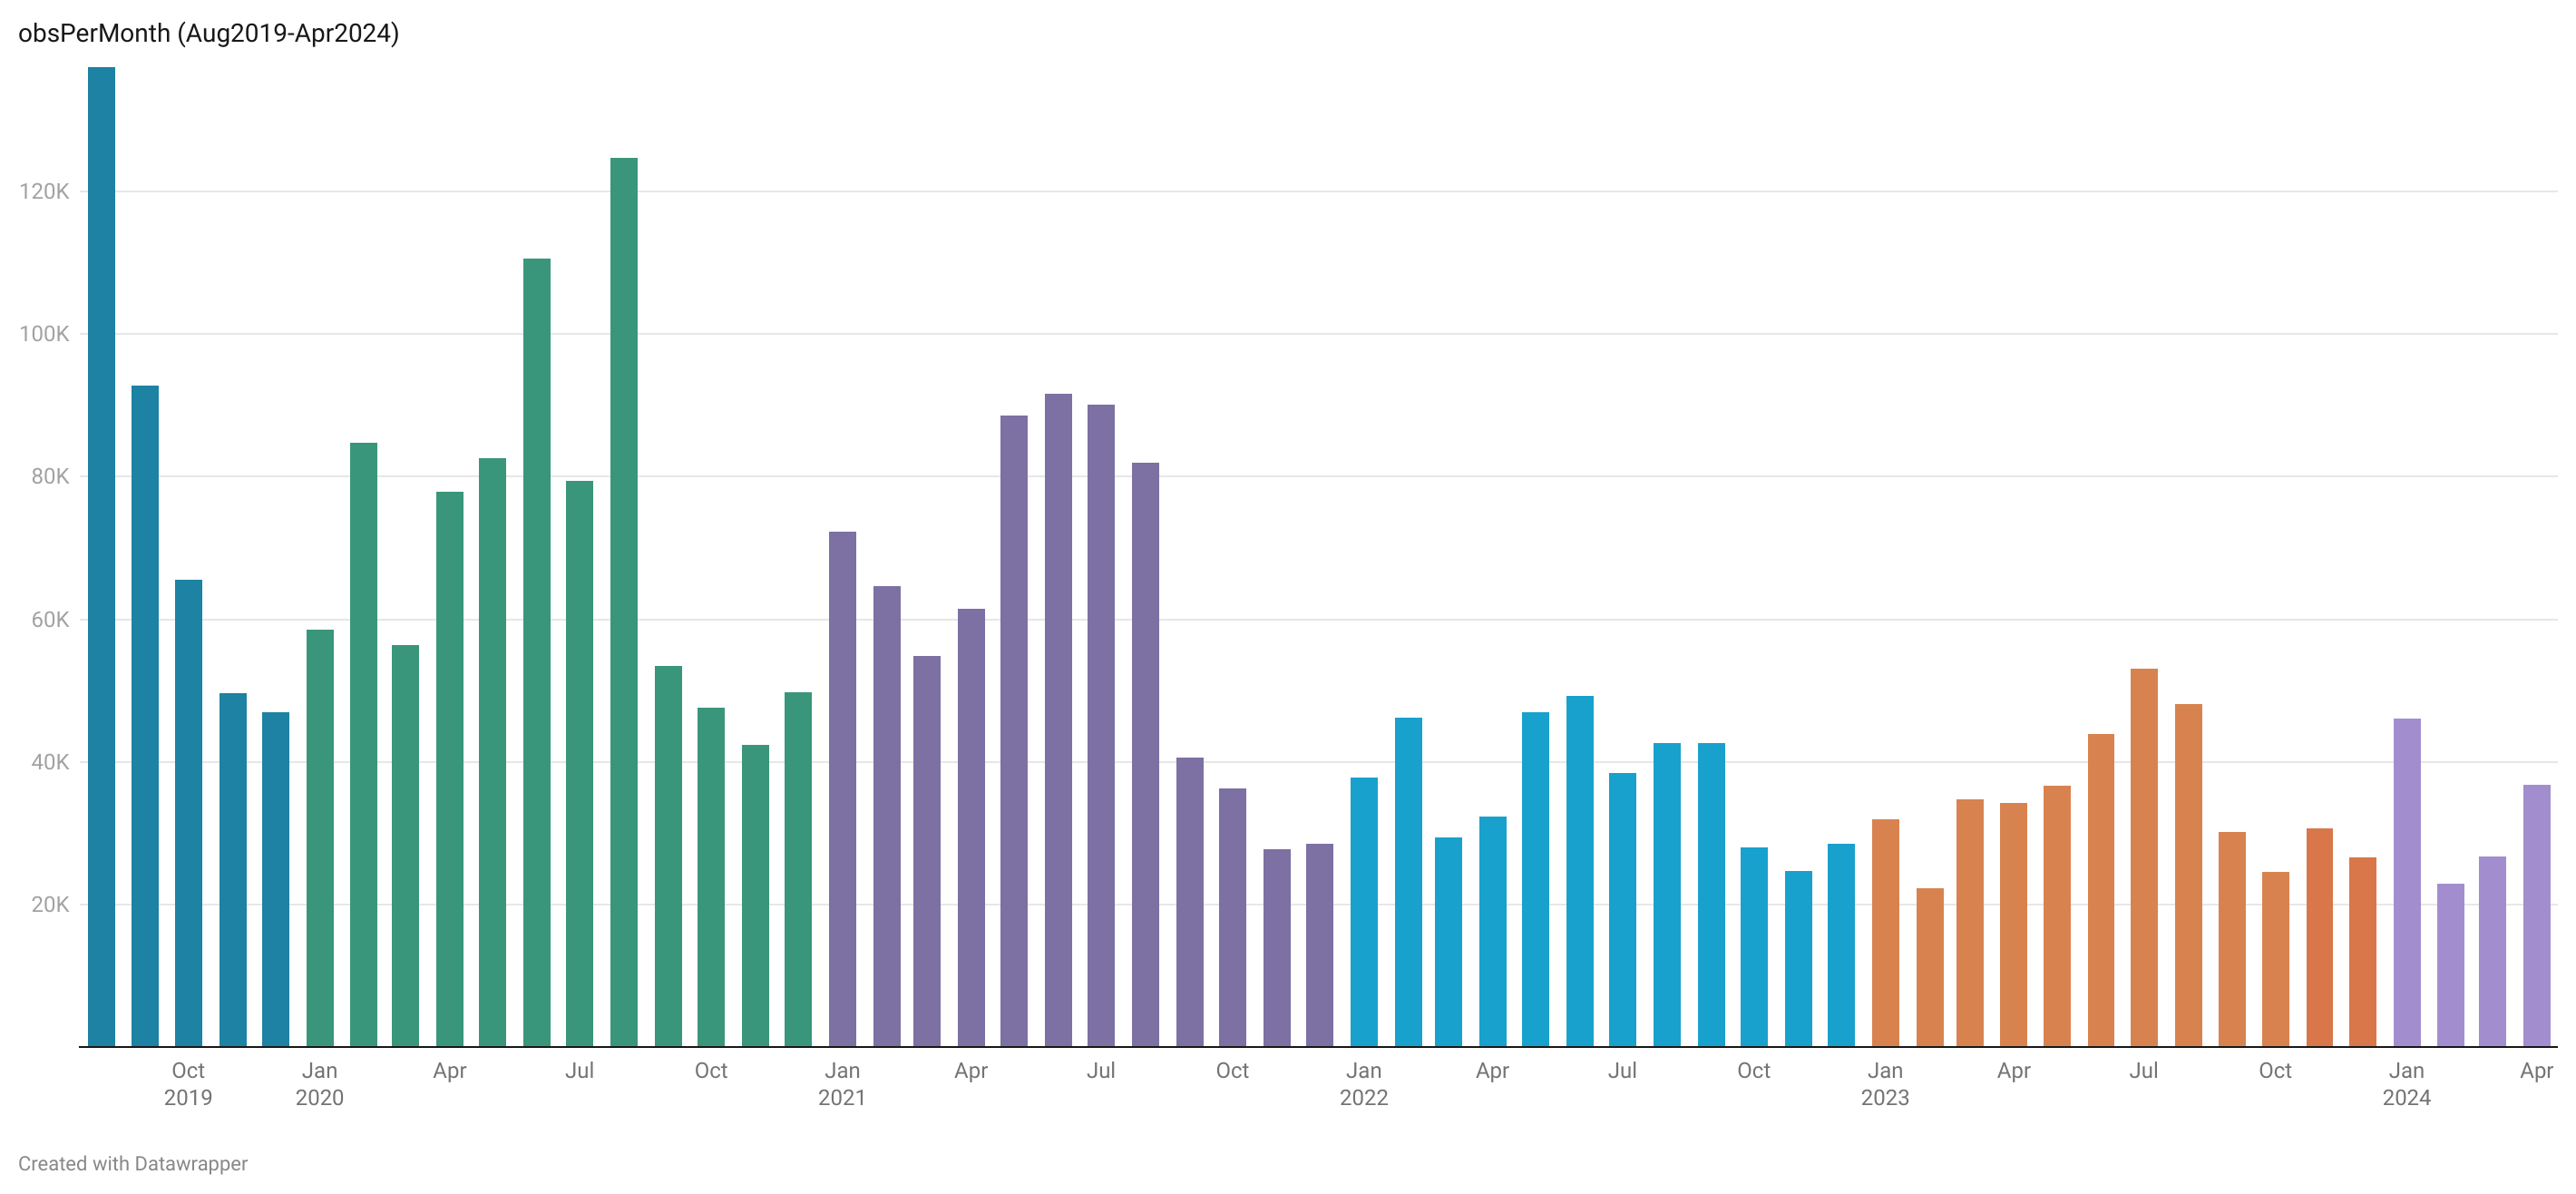 obsPerMonth (Aug2019-Apr2024)
120K
100K
80K
60K
40K
20K
Oct Jan Apr Jul Oct Jan Apr Jul Oct Jan Apr Jul Oct Jan Apr Jul Oct Jan Apr
2019 2020 2021 2022 2023 2024
Created with Datawrapper